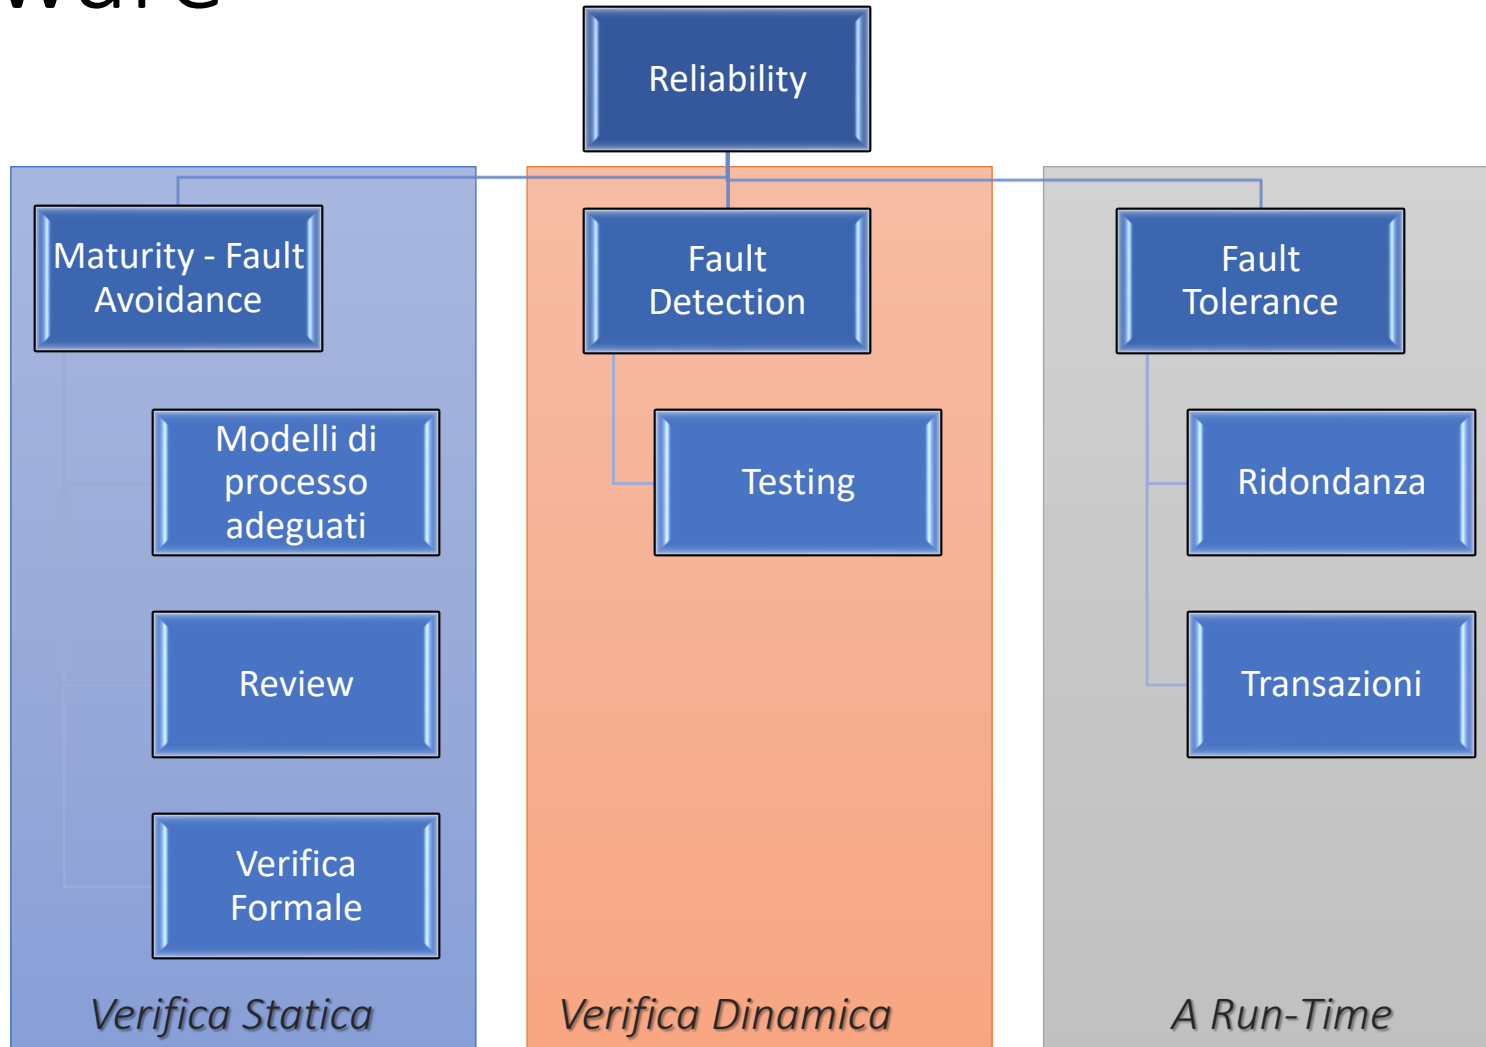 Reliability
Maturity - Fault
Avoidance
Modelli di
processo
adeguati
Review
Verifica
Formale
Verifica Statica
Fault
Detection
Testing
Verifica Dinamica
Fault
Tolerance
Ridondanza
Transazioni
A Run-Time